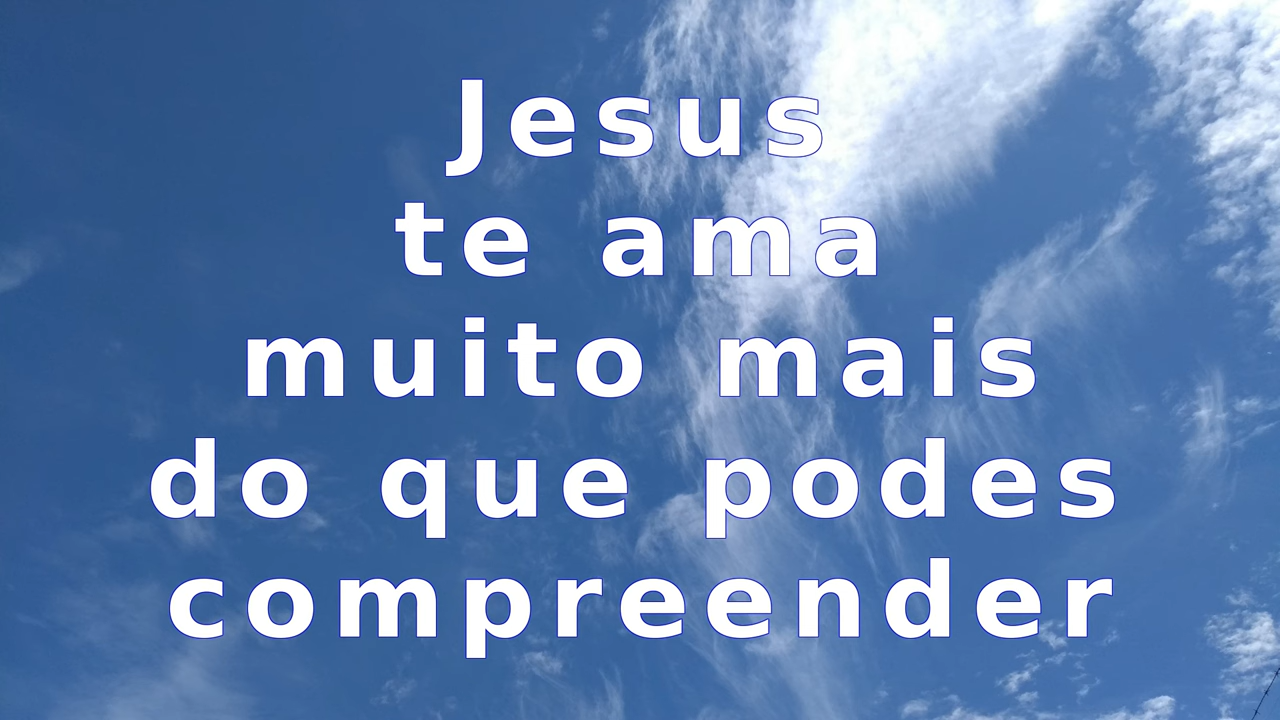 Jesus
te ama
muito mais
do que podes
compreender